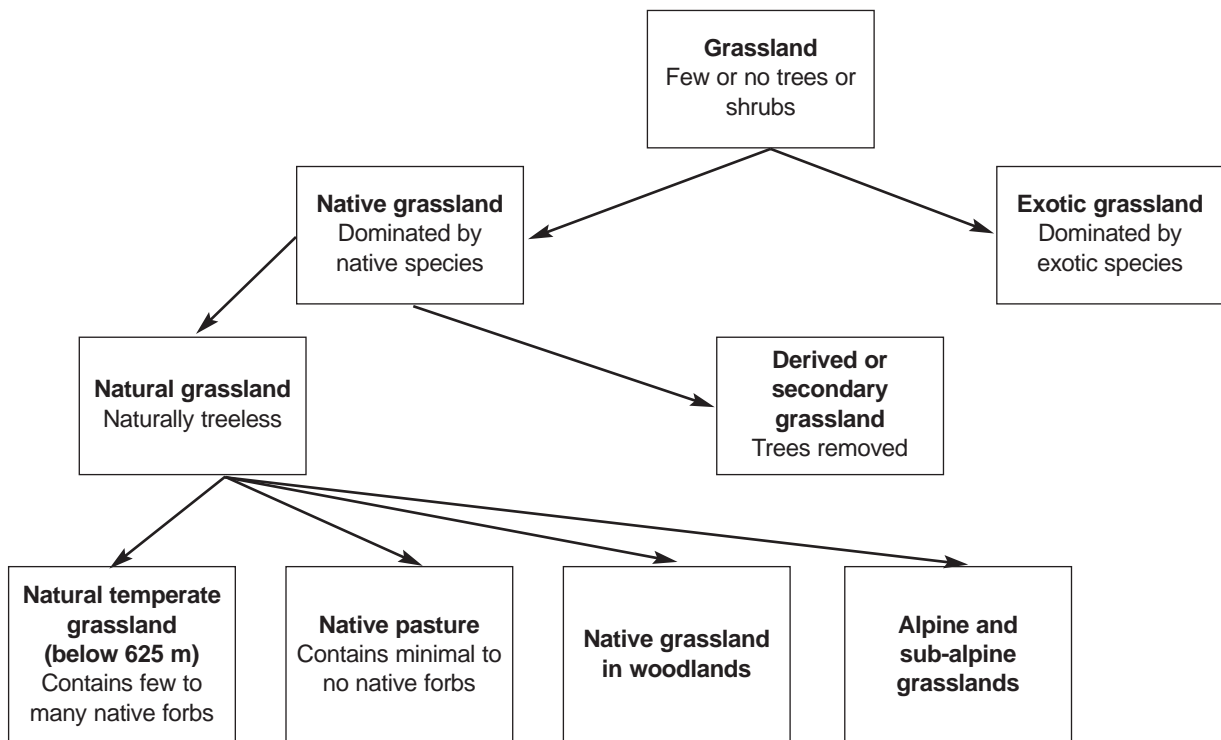 Grassland
Few or no trees or
shrubs
Native grassland
Dominated by
native species
Exotic grassland
Dominated by
exotic species
Natural grassland
Naturally treeless
Derived or
secondary
grassland
Trees removed
Natural temperate
grassland
(below 625 m)
Contains few to
many native forbs
Native pasture
Contains minimal to
no native forbs
Native grassland
in woodlands
Alpine and
sub-alpine
grasslands